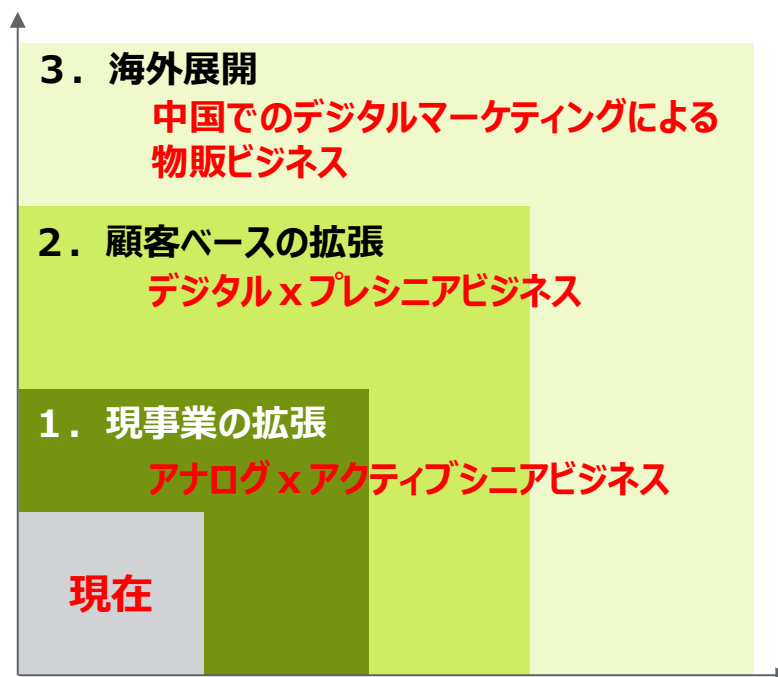 ３．海外展開
中国でのデジタルマーケティングによる
物販ビジネス
２．顧客ベースの拡張
デジタル x プレシニアビジネス
１．現事業の拡張
アナログ x アクティブシニアビジネス
現在